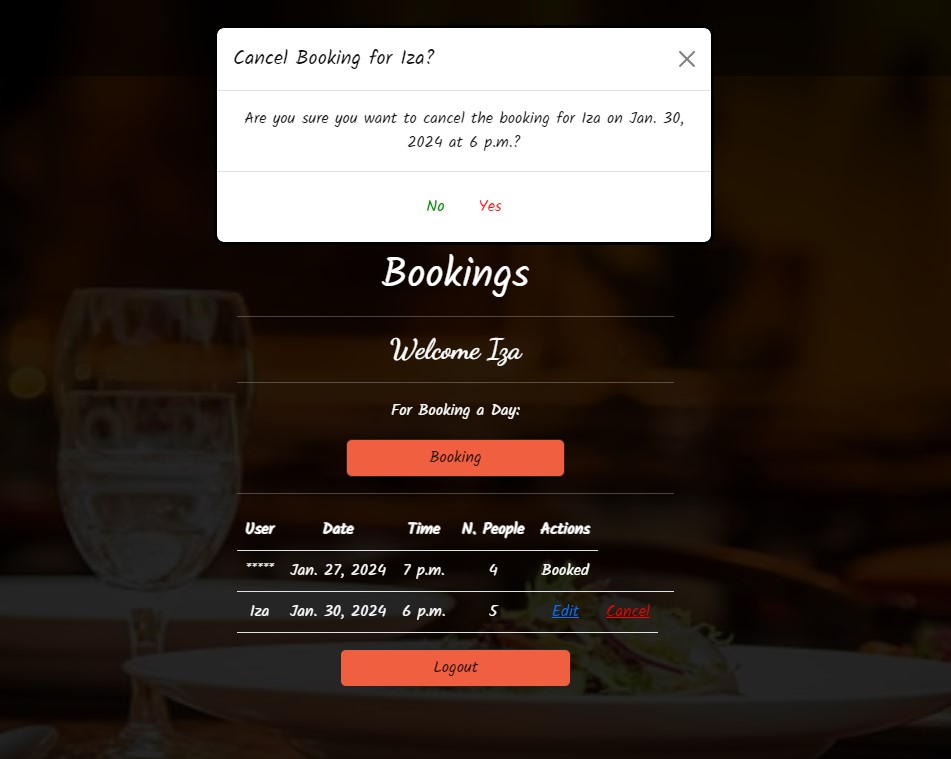 Cancel Booking for Iza?
Are you sure you want to cancel the booking for Iza on Jan. 30,
2024 at 6 p.m.?
No Yes
Bookings
Welcome Iza
For Booking a Day:
Booking
User Date Time N. People Actions
***** Jan. 27, 2024 7 p.m. 4 Booked
Iza Jan. 30, 2024 6 p.m. 5 Edit Cancel
Logout